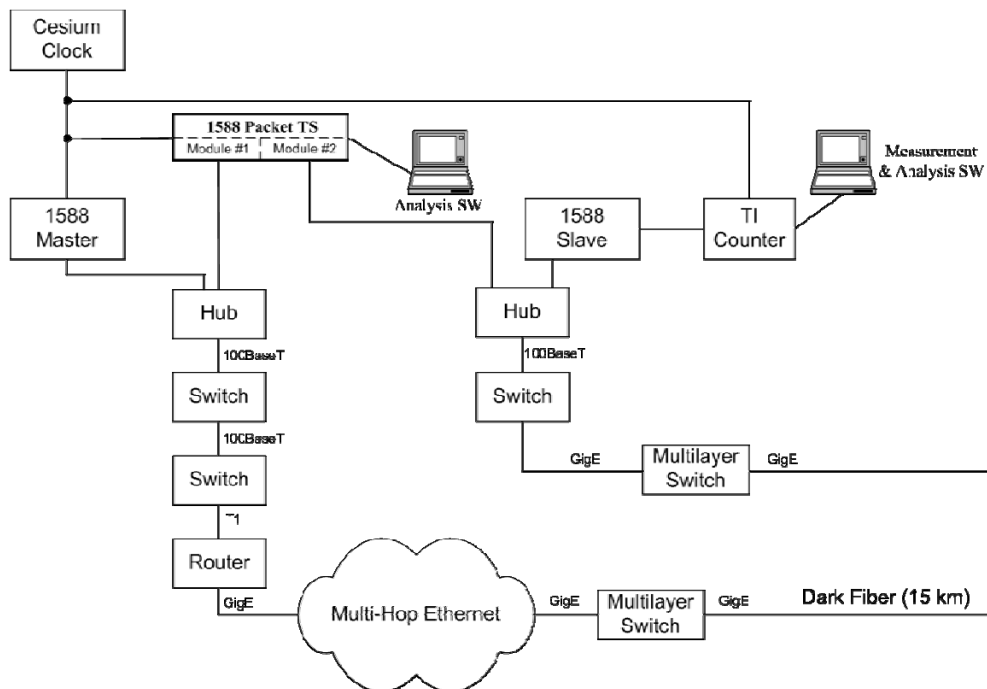 Cesium
Clock
1588 Packet TS
Module #1 Module #2
Analysis SW
Measurement
& Analysis SW
1588
Master
1588
Slave
TI
Counter
Hub
Hub
100BaseT
100BaseT
Switch
Switch
100BaseT
GigE
Multilayer
Switch
GigE
Switch
T1
Router
GigE
Multi-Hop Ethernet
GigE
Multilayer
Switch
GigE
Dark Fiber (15 km)